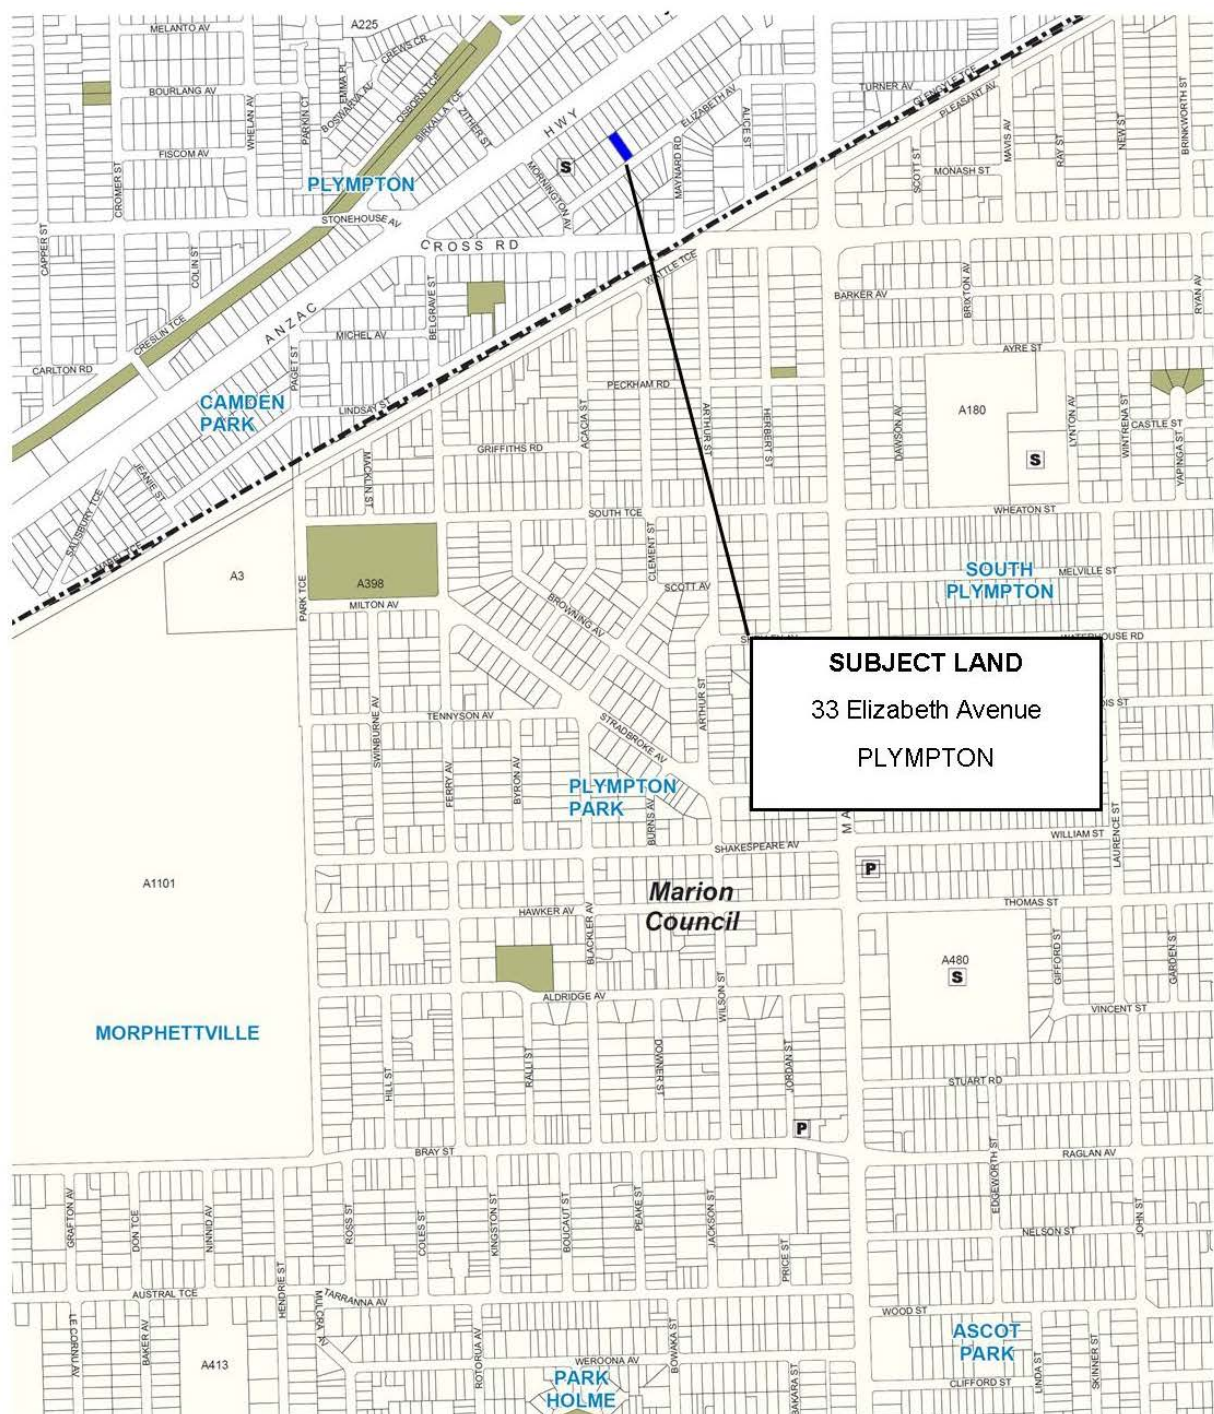 A225
MELANTO AV
CREWS CR
BOURLANG AV
EMMA PL
BOSWARVA AV
OSBORN TCE
BIRKALLA TCE
ZITHER ST
WHELAN AV
PARKIN CT
FISCOM AV
CROMER ST
PLYMPTON
STONEHOUSE AV
HWY
S
MORNINGTON AV
ELIZABETH AV
MAYNARD RD
ALICE ST
TURNER AV
GLENGYLE TCE
PLEASANT AV
MAVIS AV
RAY ST
NEW ST
BRINKWORTH ST
SCOTT ST
MONASH ST
CROSS RD
WATTLE TCE
CAPPER ST
COLIN ST
BELGRAVE ST
ANZAC
CRESLIN TCE
MICHEL AV
CARLTON RD
PAGET ST
CAMDEN
PARK
LINDSAY ST
BARKER AV
BRIXTON AV
RYAN AV
AYRE ST
PECKHAM RD
ACACIA ST
ARTHUR ST
HERBERT ST
DAWSON AV
A180
S
LYNTON AV
WINTRENA ST
CASTLE ST
YAPINGA ST
GRIFFITHS RD
MACKLIN ST
JEANIE ST
SALISBURY TCE
MABEL TCE
SOUTH TCE
CLEMENT ST
WHEATON ST
A3
A398
PARK TCE
MILTON AV
SCOTT AV
BROWNING AV
SOUTH
PLYMPTON
MELVILLE ST
WATERHOUSE RD
SUBJECT LAND
33 Elizabeth Avenue
PLYMPTON
ARTHUR ST
TENNYSON AV
SWINBURNE AV
FERRY AV
BYRON AV
STRADBROKE AV
PLYMPTON
PARK
BURNS AV
SHAKESPEARE AV
MA
WILLIAM ST
LAURENCE ST
P
A1101
Marion
Council
THOMAS ST
HAWKER AV
BLACKLER AV
A480
S
GIFFORD ST
GARDEN ST
ALDRIDGE AV
WILSON ST
VINCENT ST
MORPHETTVILLE
HILL ST
RALLI ST
DOWNER ST
JORDAN ST
STUART RD
P
BRAY ST
RAGLAN AV
EDGEWORTH ST
GRAFTON AV
DON TCE
NINNIO AV
ROSS ST
COLES ST
KINGSTON ST
BOUCAUT ST
PEAKE ST
JACKSON ST
PRICE ST
NELSON ST
JOHN ST
AUSTRAL TCE
HENDRIE ST
TARRANNA AV
MULCRA AV
WOOD ST
LE CORNU AV
BAKER AV
A413
ROTORUA AV
WEROONA AV
BOWAKA ST
ASCOT
PARK
LINDA ST
SKINNER ST
CLIFFORD ST
PARK
HOLME